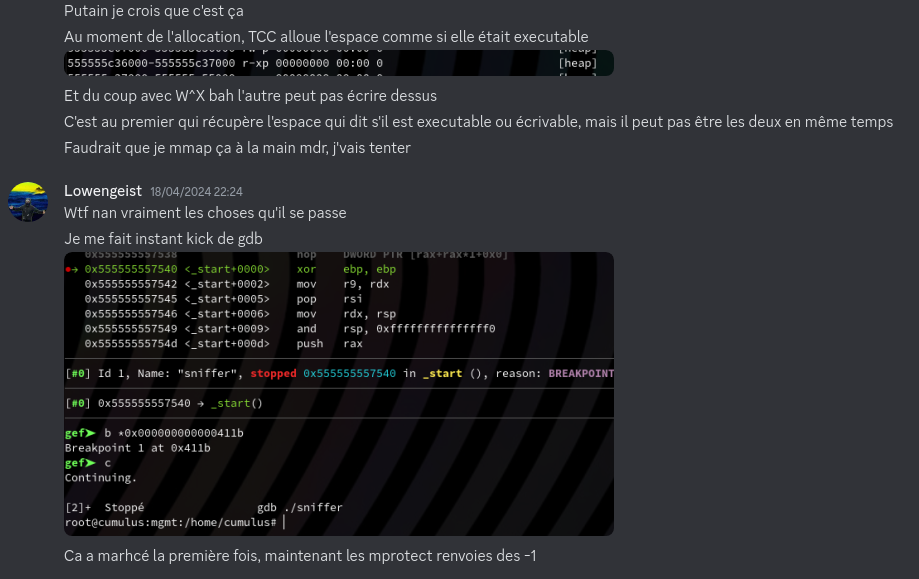 Putain je crois que c'est ça
Au moment de l'allocation, TCC alloue l'espace comme si elle était executable
555555c36000-555555c37000 r-xp 00000000 00:00 0 [heap]
Et du coup avec W^X bah l'autre peut pas écrire dessus
C'est au premier qui récupère l'espace qui dit s'il est executable ou écrivable, mais il peut pas être les deux en même temps
Faudrait que je mmap ça à la main mdr, j'vais tenter
Lowengeist 18/04/2024 22:24
Wtf nan vraiment les choses qu'il se passe
Je me fait instant kick de gdb
0x555555557538 nop DWORD PTR [rax+rax*1+0x0]
●→ 0x555555557540 <_start+0000> xor ebp, ebp
0x555555557542 <_start+0002> mov r9, rdx
0x555555557545 <_start+0005> pop rsi
0x555555557546 <_start+0006> mov rdx, rsp
0x555555557549 <_start+0009> and rsp, 0xfffffffffffffff0
0x55555555754d <_start+000d> push rax
[#0] Id 1, Name: "sniffer", stopped 0x555555557540 in _start (), reason: BREAKPOINT
[#0] 0x555555557540 → _start()
gef➤ b *0x000000000000411b
Breakpoint 1 at 0x411b
gef➤ c
Continuing.
[2]+ Stoppé gdb ./sniffer
root@cumulus:mgmt:/home/cumulus#
Ca a marhcé la première fois, maintenant les mprotect renvoies des -1